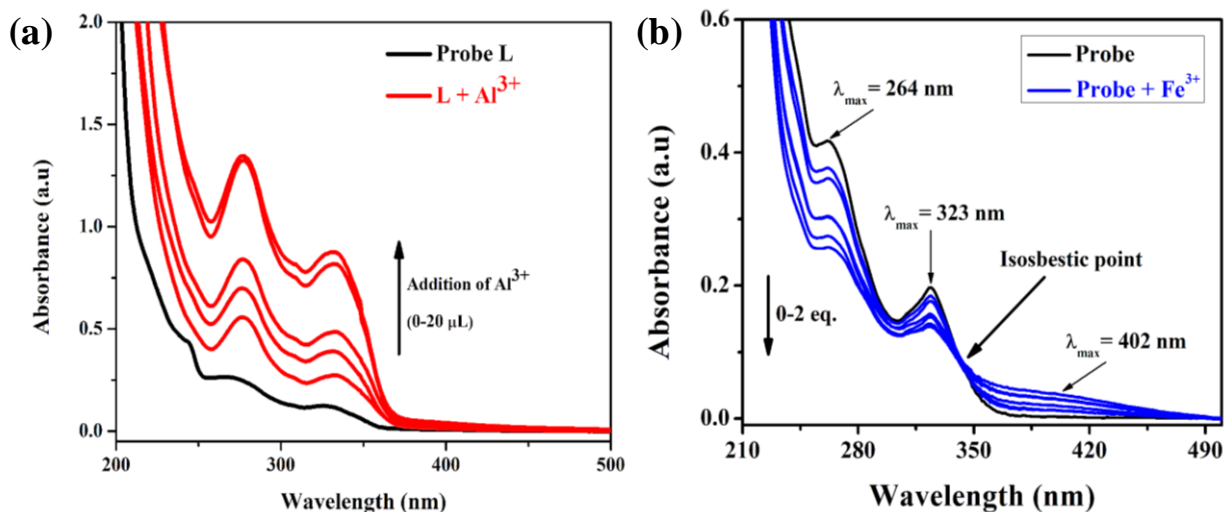 (a)
2.0
1.5
1.0
0.5
0.0
Absorbance (a.u)
Probe L
L + Al³⁺
Addition of Al³⁺
(0-20 µL)
200
300
400
500
Wavelength (nm)
(b)
0.6
0.4
0.2
0.0
Absorbance (a.u)
Probe
Probe + Fe³⁺
λmax = 264 nm
λmax = 323 nm
Isosbestic point
0-2 eq.
λmax = 402 nm
210
280
350
420
490
Wavelength (nm)